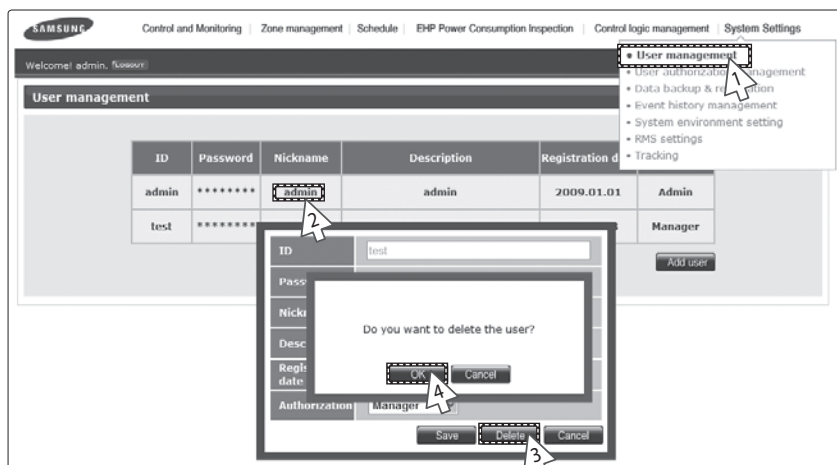 SAMSUNG Control and Monitoring Zone management Schedule EHP Power Consumption Inspection Control logic management System Settings
Welcome! admin. Logout
• User management
• User authorization management
• Data backup &
• Event history management
• System environment setting
• RMS settings
• Tracking
1
User management
ID Password Nickname Description Registration d
admin ******** admin admin 2009.01.01 Admin
2
test ******** Manager
Add user
ID test
Pass
Nick
Desc
Regis
date
Authorization Manager
Do you want to delete the user?
OK Cancel
4
Save Delete Cancel
3